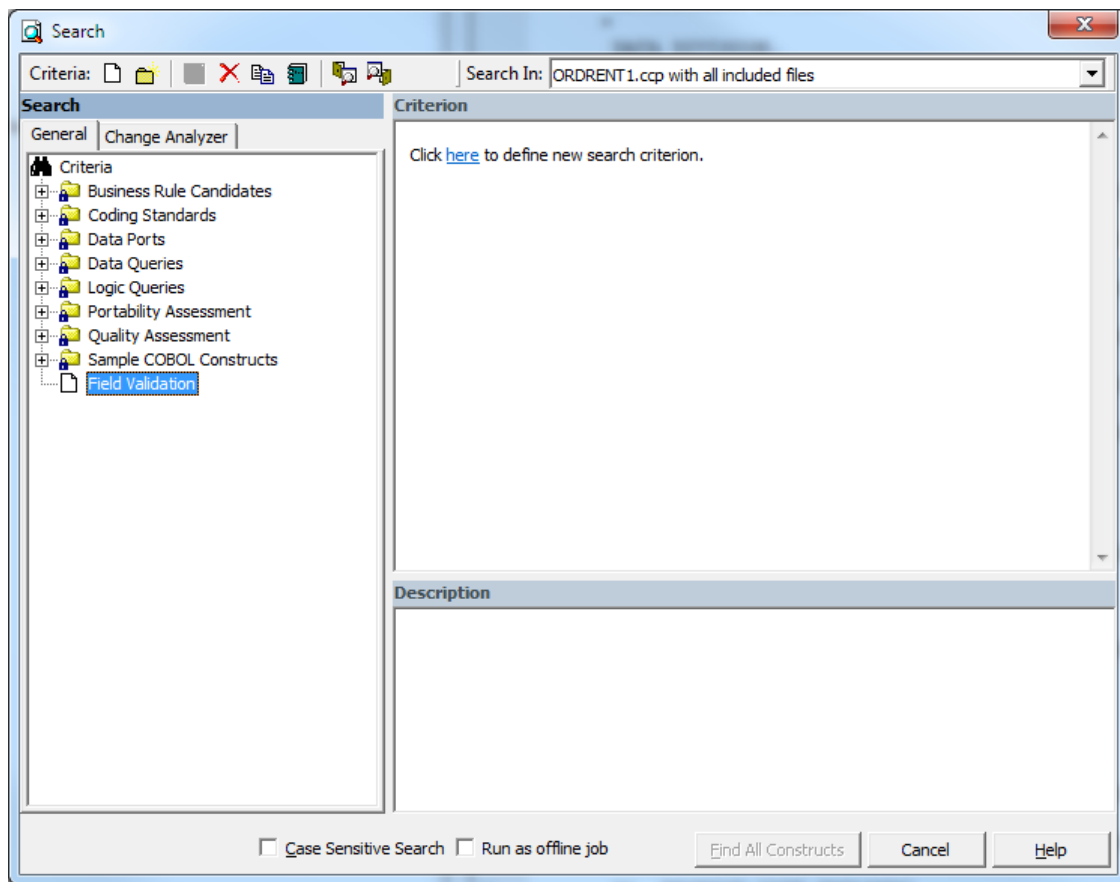 Search
Criteria: Search In: ORDRENT1.ccp with all included files
Search
General Change Analyzer
Criteria
Business Rule Candidates
Coding Standards
Data Ports
Data Queries
Logic Queries
Portability Assessment
Quality Assessment
Sample COBOL Constructs
Field Validation
Criterion
Click here to define new search criterion.
Description
Case Sensitive Search Run as offline job Find All Constructs Cancel Help